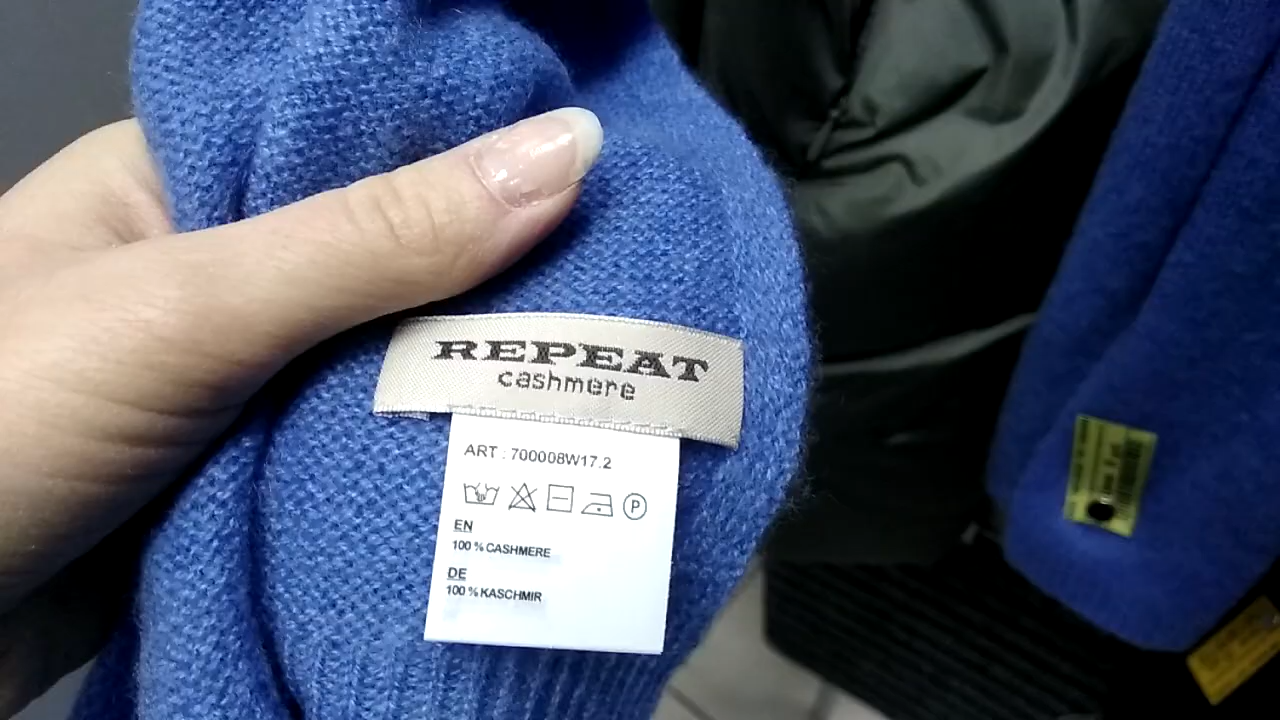 REPEAT
cashmere
ART : 700008W17.2
P
EN
100 % CASHMERE
DE
100 % KASCHMIR